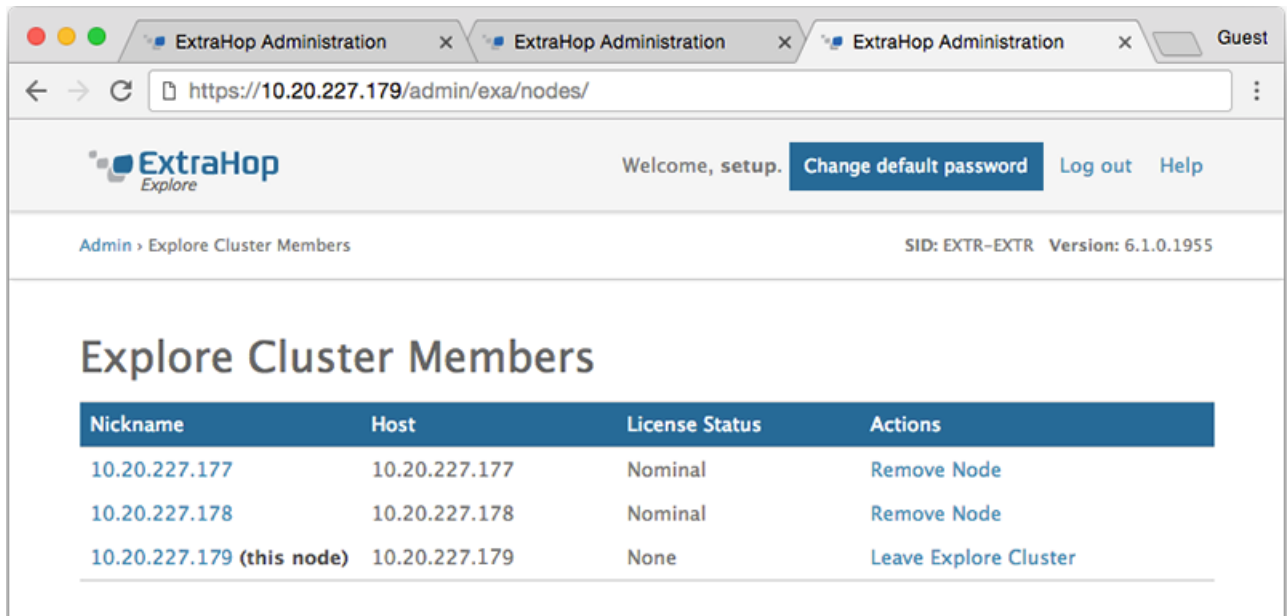 ExtraHop Administration ExtraHop Administration ExtraHop Administration Guest
https://10.20.227.179/admin/exa/nodes/
ExtraHop Explore Welcome, setup. Change default password Log out Help
Admin › Explore Cluster Members SID: EXTR-EXTR Version: 6.1.0.1955
Explore Cluster Members
Nickname Host License Status Actions
10.20.227.177 10.20.227.177 Nominal Remove Node
10.20.227.178 10.20.227.178 Nominal Remove Node
10.20.227.179 (this node) 10.20.227.179 None Leave Explore Cluster